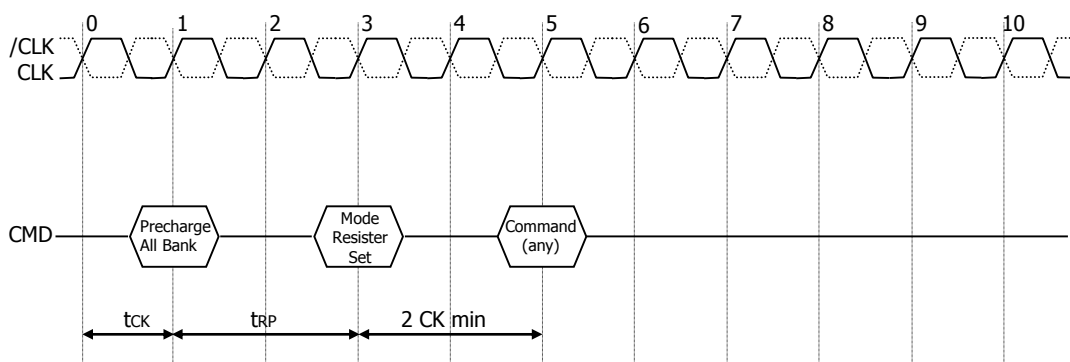 0 1 2 3 4 5 6 7 8 9 10
/CLK
CLK
CMD
Precharge
All Bank
Mode
Resister
Set
Command
(any)
tCK
tRP
2 CK min